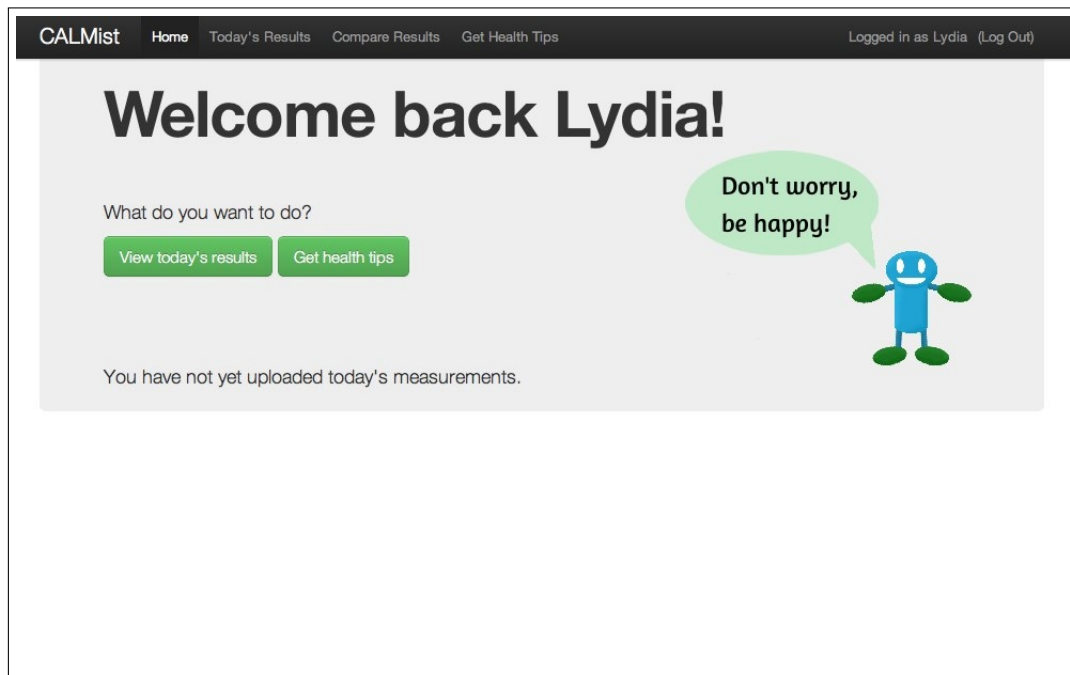 CALMist Home Today's Results Compare Results Get Health Tips Logged in as Lydia (Log Out)
Welcome back Lydia!
Don't worry,
be happy!
What do you want to do?
View today's results Get health tips
You have not yet uploaded today's measurements.